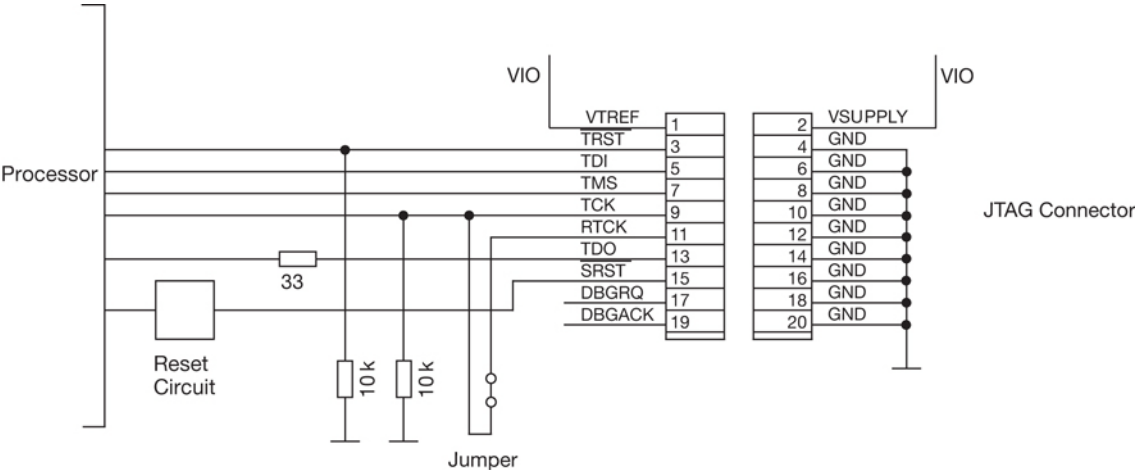 VIO
VIO
VTREF
1
2
VSUPPLY
TRST
3
4
GND
TDI
5
6
GND
Processor
TMS
7
8
GND
TCK
9
10
GND
JTAG Connector
RTCK
11
12
GND
TDO
13
14
GND
33
SRST
15
16
GND
DBGRQ
17
18
GND
DBGACK
19
20
GND
Reset
Circuit
10 k
10 k
Jumper